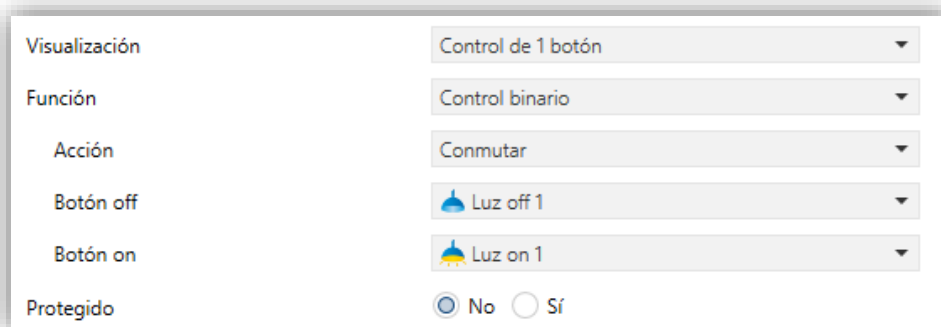 Visualización Control de 1 botón
Función Control binario
Acción Conmutar
Botón off Luz off 1
Botón on Luz on 1
Protegido No Sí